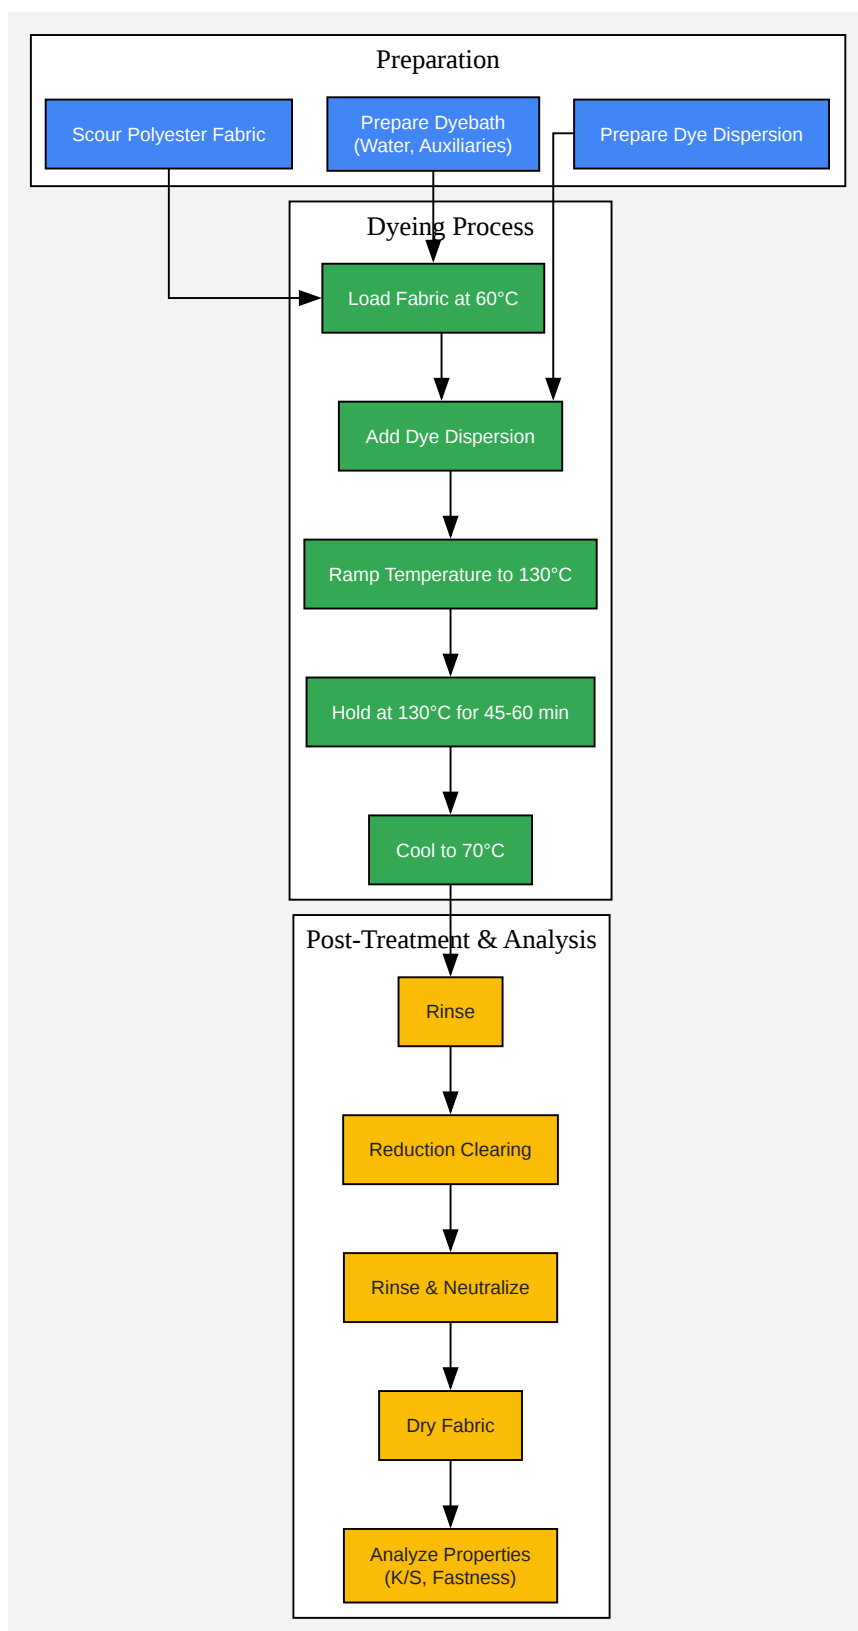 Preparation
Scour Polyester Fabric
Prepare Dyebath
(Water, Auxiliaries)
Prepare Dye Dispersion
Dyeing Process
Load Fabric at 60°C
Add Dye Dispersion
Ramp Temperature to 130°C
Hold at 130°C for 45-60 min
Cool to 70°C
Post-Treatment & Analysis
Rinse
Reduction Clearing
Rinse & Neutralize
Dry Fabric
Analyze Properties
(K/S, Fastness)